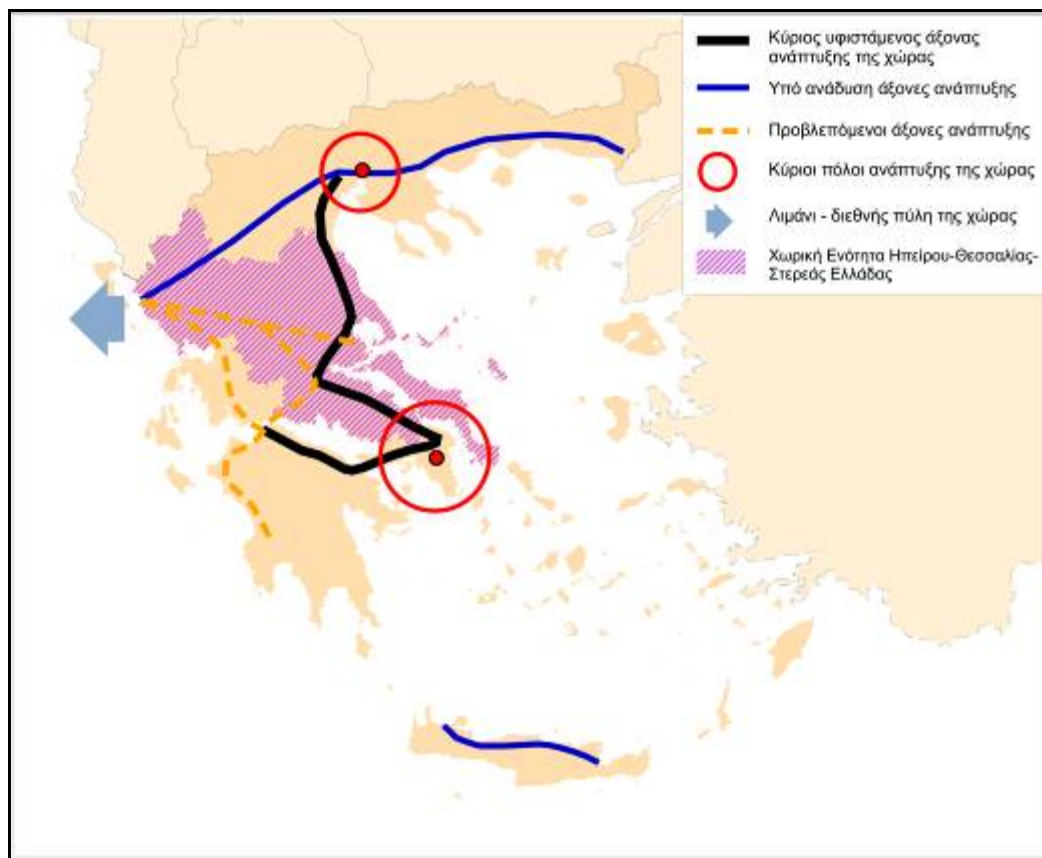 Κύριος υφιστάμενος άξονας
ανάπτυξης της χώρας
Υπό ανάδυση άξονες ανάπτυξης
Προβλεπόμενοι άξονες ανάπτυξης
Κύριοι πόλοι ανάπτυξης της χώρας
Λιμάνι - διεθνής πύλη της χώρας
Χωρική Ενότητα Ηπείρου-Θεσσαλίας-
Στερεός Ελλάδας